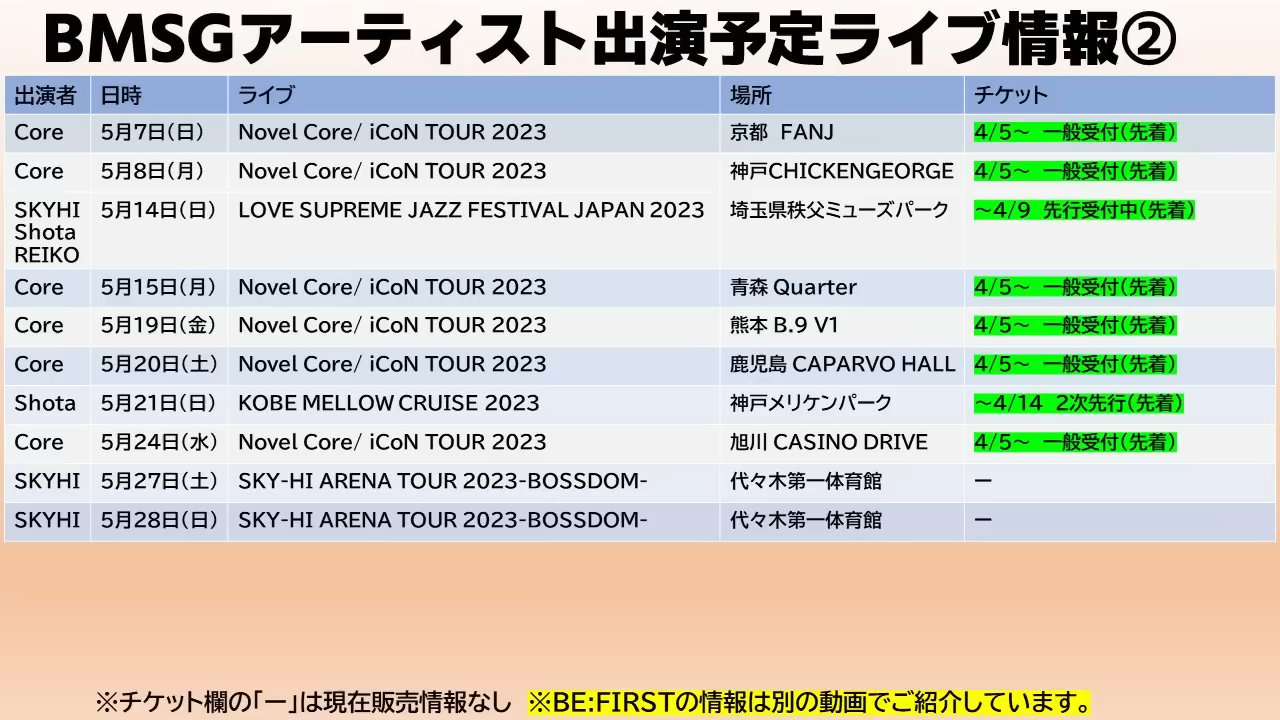 BMSGアーティスト出演予定ライブ情報②
出演者 日時 ライブ 場所 チケット
Core 5月7日(日) Novel Core/ iCoN TOUR 2023 京都 FANJ 4/5～ 一般受付(先着)
Core 5月8日(月) Novel Core/ iCoN TOUR 2023 神戸CHICKENGEORGE 4/5～ 一般受付(先着)
SKYHI 5月14日(日) LOVE SUPREME JAZZ FESTIVAL JAPAN 2023 埼玉県秩父ミューズパーク ～4/9 先行受付中(先着)
Shota
REIKO
Core 5月15日(月) Novel Core/ iCoN TOUR 2023 青森 Quarter 4/5～ 一般受付(先着)
Core 5月19日(金) Novel Core/ iCoN TOUR 2023 熊本 B.9 V1 4/5～ 一般受付(先着)
Core 5月20日(土) Novel Core/ iCoN TOUR 2023 鹿児島 CAPARVO HALL 4/5～ 一般受付(先着)
Shota 5月21日(日) KOBE MELLOW CRUISE 2023 神戸メリケンパーク ～4/14 2次先行(先着)
Core 5月24日(水) Novel Core/ iCoN TOUR 2023 旭川 CASINO DRIVE 4/5～ 一般受付(先着)
SKYHI 5月27日(土) SKY-HI ARENA TOUR 2023-BOSSDOM- 代々木第一体育館 ー
SKYHI 5月28日(日) SKY-HI ARENA TOUR 2023-BOSSDOM- 代々木第一体育館 ー
※チケット欄の「ー」は現在販売情報なし ※BE:FIRSTの情報は別の動画でご紹介しています。